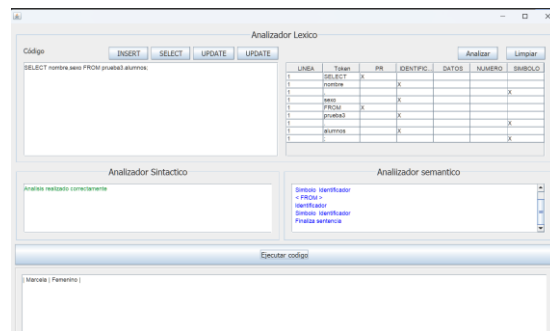 Analizador Lexico
Código
INSERT
SELECT
UPDATE
UPDATE
Analizar
Limpiar
SELECT nombre,sexo FROM prueba3.alumnos;
LINEA Token PR IDENTIFIC... DATOS NUMERO SIMBOLO
1 SELECT X
1 nombre X
1 , X
1 sexo X
1 FROM X
1 prueba3 X
1 . X
1 alumnos X
1 ; X
Analizador Sintactico
Analisis realizado correctamente
Analizador semantico
Simbolo Identificador
< FROM >
Identificador
Simbolo Identificador
Finaliza sentencia
Ejecutar codigo
| Marcela | Femenino |